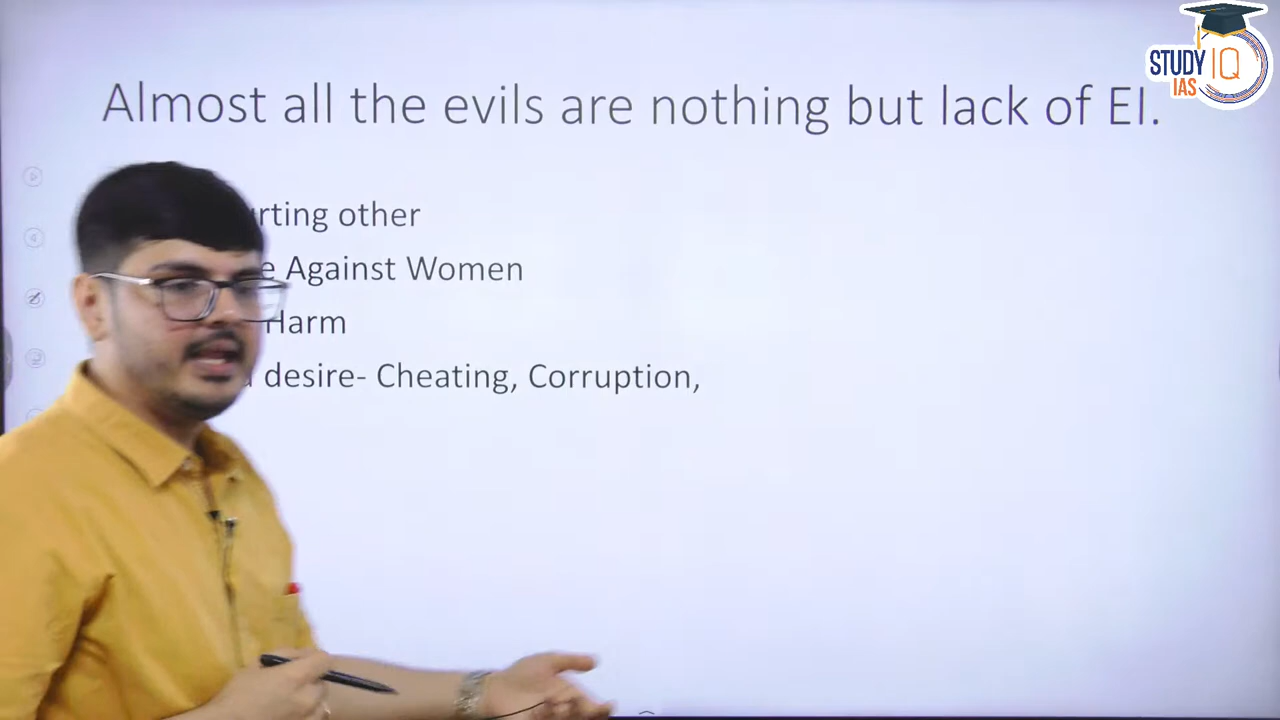 Almost all the evils are nothing but lack of EI.
STUDY IQ
IAS
other
Against Women
Harm
desire- Cheating, Corruption,